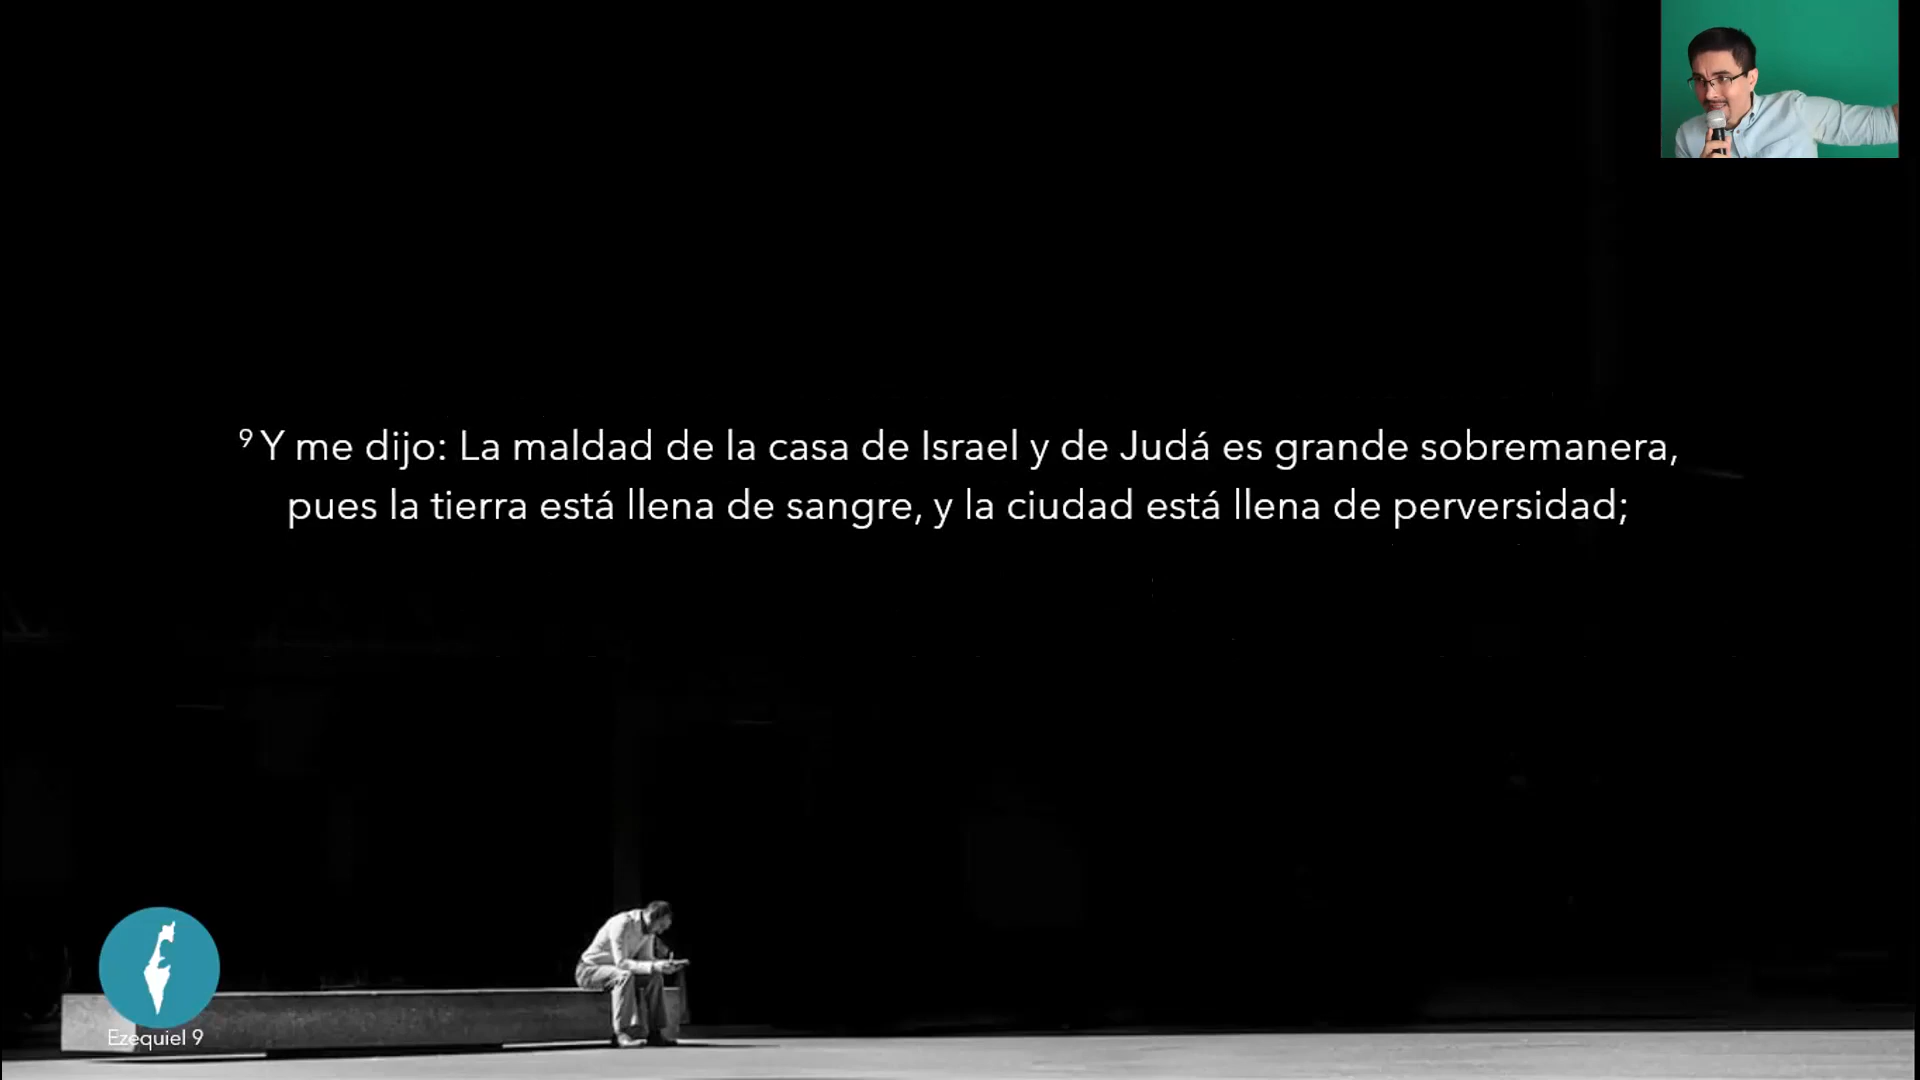 ⁹ Y me dijo: La maldad de la casa de Israel y de Judá es grande sobremanera,
pues la tierra está llena de sangre, y la ciudad está llena de perversidad;
Ezequiel 9